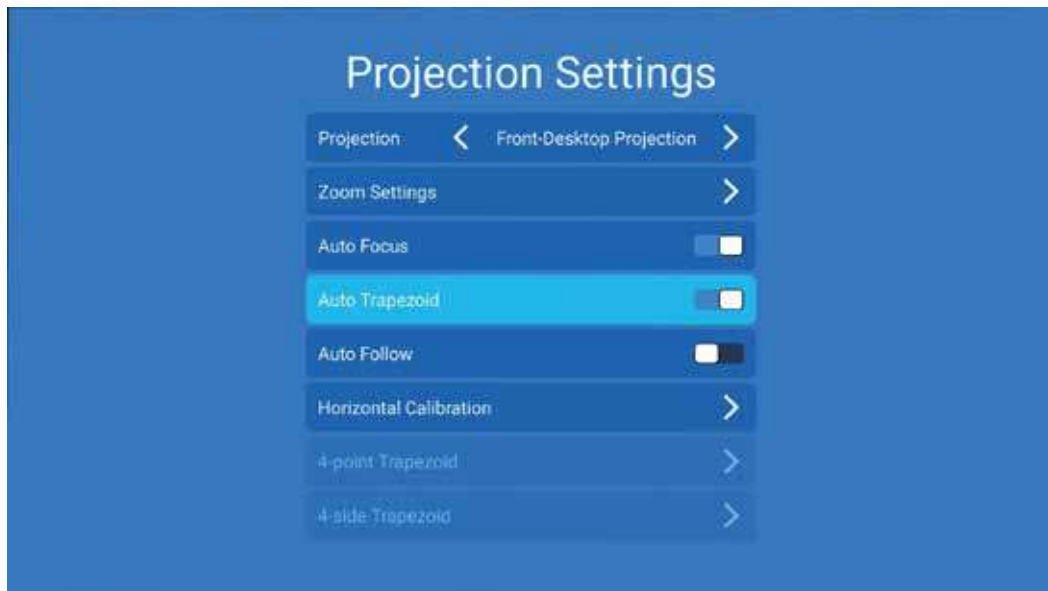 Projection Settings
Projection Front-Desktop Projection
Zoom Settings
Auto Focus
Auto Trapezoid
Auto Follow
Horizontal Calibration
4-point Trapezoid
4-side Trapezoid